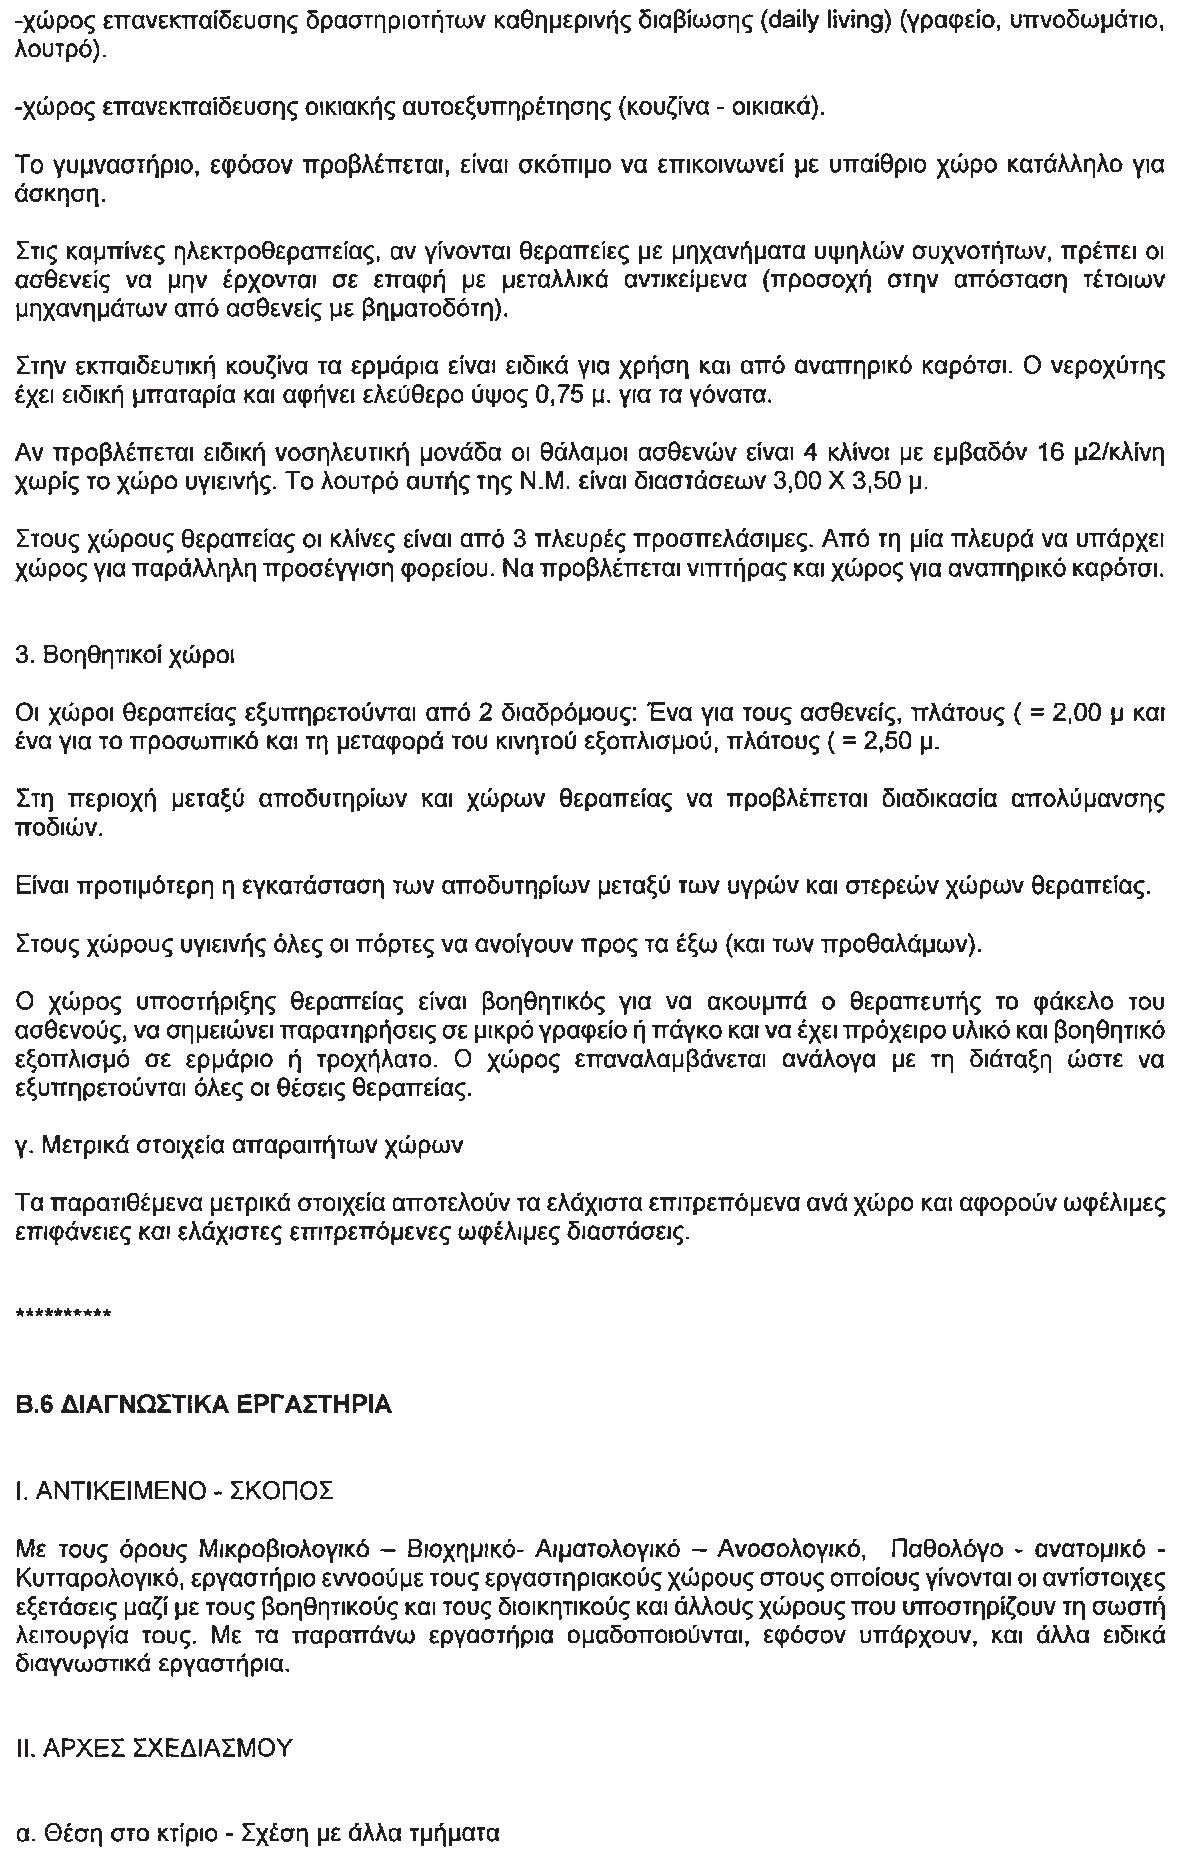 -χώρος επανεκπαίδευσης δραστηριοτήτων καθημερινής διαβίωσης (daily living) (γραφείο, υπνοδωμάτιο,
λουτρό).
-χώρος επανεκπαίδευσης οικιακής αυτοεξυπηρέτησης (κουζίνα - οικιακά).
Το γυμναστήριο, εφόσον προβλέπεται, είναι σκόπιμο να επικοινωνεί με υπαίθριο χώρο κατάλληλο για
άσκηση.
Στις καμπίνες ηλεκτροθεραπείας, αν γίνονται θεραπείες με μηχανήματα υψηλών συχνοτήτων, πρέπει οι
ασθενείς να μην έρχονται σε επαφή με μεταλλικά αντικείμενα (προσοχή στην απόσταση τέτοιων
μηχανημάτων από ασθενείς με βηματοδότη).
Στην εκπαιδευτική κουζίνα τα ερμάρια είναι ειδικά για χρήση και από αναπηρικό καρότσι. Ο νεροχύτης
έχει ειδική μπαταρία και αφήνει ελεύθερο ύψος 0,75 μ. για τα γόνατα.
Αν προβλέπεται ειδική νοσηλευτική μονάδα οι θάλαμοι ασθενών είναι 4 κλίνοι με εμβαδόν 16 μ2/κλίνη
χωρίς το χώρο υγιεινής. Το λουτρό αυτής της Ν.Μ. είναι διαστάσεων 3,00 Χ 3,50 μ.
Στους χώρους θεραπείας οι κλίνες είναι από 3 πλευρές προσπελάσιμες. Από τη μία πλευρά να υπάρχει
χώρος για παράλληλη προσέγγιση φορείου. Να προβλέπεται νιπτήρας και χώρος για αναπηρικό καρότσι.
3. Βοηθητικοί χώροι
Οι χώροι θεραπείας εξυπηρετούνται από 2 διαδρόμους: Ένα για τους ασθενείς, πλάτους ( = 2,00 μ και
ένα για το προσωπικό και τη μεταφορά του κινητού εξοπλισμού, πλάτους ( = 2,50 μ.
Στη περιοχή μεταξύ αποδυτηρίων και χώρων θεραπείας να προβλέπεται διαδικασία απολύμανσης
ποδιών.
Είναι προτιμότερη η εγκατάσταση των αποδυτηρίων μεταξύ των υγρών και στερεών χώρων θεραπείας.
Στους χώρους υγιεινής όλες οι πόρτες να ανοίγουν προς τα έξω (και των προθαλάμων).
Ο χώρος υποστήριξης θεραπείας είναι βοηθητικός για να ακουμπά ο θεραπευτής το φάκελο του
ασθενούς, να σημειώνει παρατηρήσεις σε μικρό γραφείο ή πάγκο και να έχει πρόχειρο υλικό και βοηθητικό
εξοπλισμό σε ερμάριο ή τροχήλατο. Ο χώρος επαναλαμβάνεται ανάλογα με τη διάταξη ώστε να
εξυπηρετούνται όλες οι θέσεις θεραπείας.
γ. Μετρικά στοιχεία απαραιτήτων χώρων
Τα παρατιθέμενα μετρικά στοιχεία αποτελούν τα ελάχιστα επιτρεπόμενα ανά χώρο και αφορούν ωφέλιμες
επιφάνειες και ελάχιστες επιτρεπόμενες ωφέλιμες διαστάσεις.
**********
Β.6 ΔΙΑΓΝΩΣΤΙΚΑ ΕΡΓΑΣΤΗΡΙΑ
Ι. ΑΝΤΙΚΕΙΜΕΝΟ - ΣΚΟΠΟΣ
Με τους όρους Μικροβιολογικό – Βιοχημικό- Αιματολογικό – Ανοσολογικό, Παθολόγο - ανατομικό -
Κυτταρολογικό, εργαστήριο εννοούμε τους εργαστηριακούς χώρους στους οποίους γίνονται οι αντίστοιχες
εξετάσεις μαζί με τους βοηθητικούς και τους διοικητικούς και άλλους χώρους που υποστηρίζουν τη σωστή
λειτουργία τους. Με τα παραπάνω εργαστήρια ομαδοποιούνται, εφόσον υπάρχουν, και άλλα ειδικά
διαγνωστικά εργαστήρια.
ΙΙ. ΑΡΧΕΣ ΣΧΕΔΙΑΣΜΟΥ
α. Θέση στο κτίριο - Σχέση με άλλα τμήματα